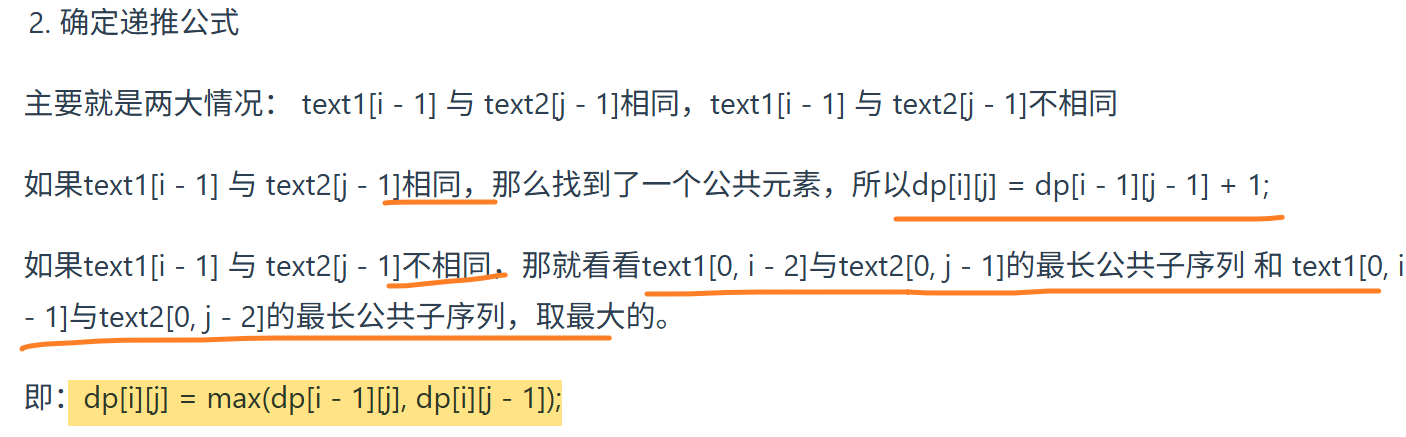 2. 确定递推公式
主要就是两大情况： text1[i - 1] 与 text2[j - 1]相同，text1[i - 1] 与 text2[j - 1]不相同
如果text1[i - 1] 与 text2[j - 1]相同，那么找到了一个公共元素，所以dp[i][j] = dp[i - 1][j - 1] + 1;
如果text1[i - 1] 与 text2[j - 1]不相同，那就看看text1[0, i - 2]与text2[0, j - 1]的最长公共子序列 和 text1[0, i
- 1]与text2[0, j - 2]的最长公共子序列，取最大的。
即：dp[i][j] = max(dp[i - 1][j], dp[i][j - 1]);